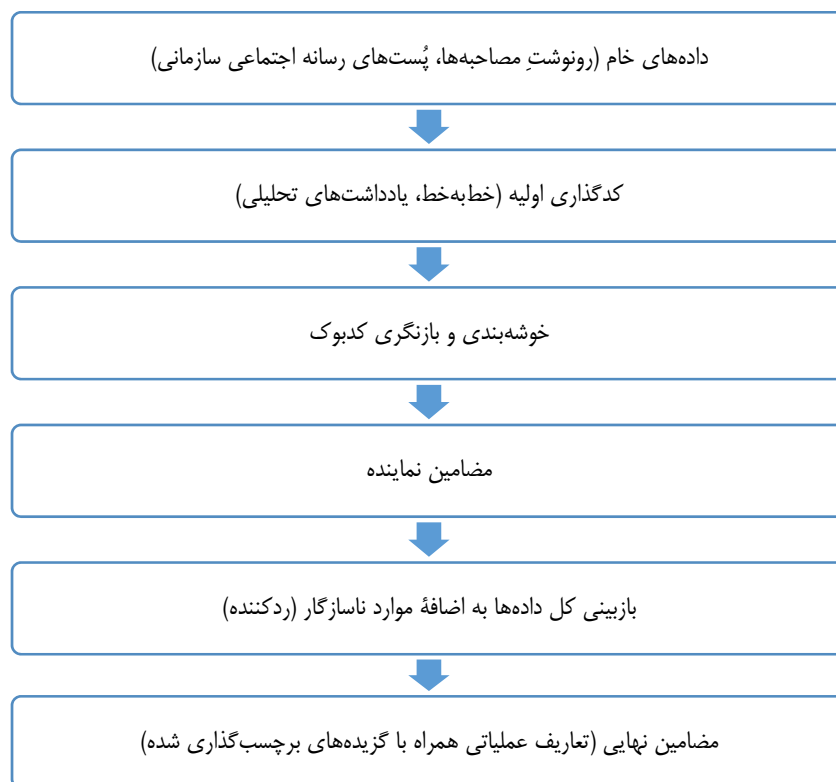 داده‌های خام (رونوشتِ مصاحبه‌ها، پُست‌های رسانه اجتماعی سازمانی)
کدگذاری اولیه (خط‌به‌خط، یادداشت‌های تحلیلی)
خوشه‌بندی و بازنگری کدبوک
مضامین نماینده
بازبینی کل داده‌ها به اضافهٔ موارد ناسازگار (ردکننده)
مضامین نهایی (تعاریف عملیاتی همراه با گزیده‌های برچسب‌گذاری شده)